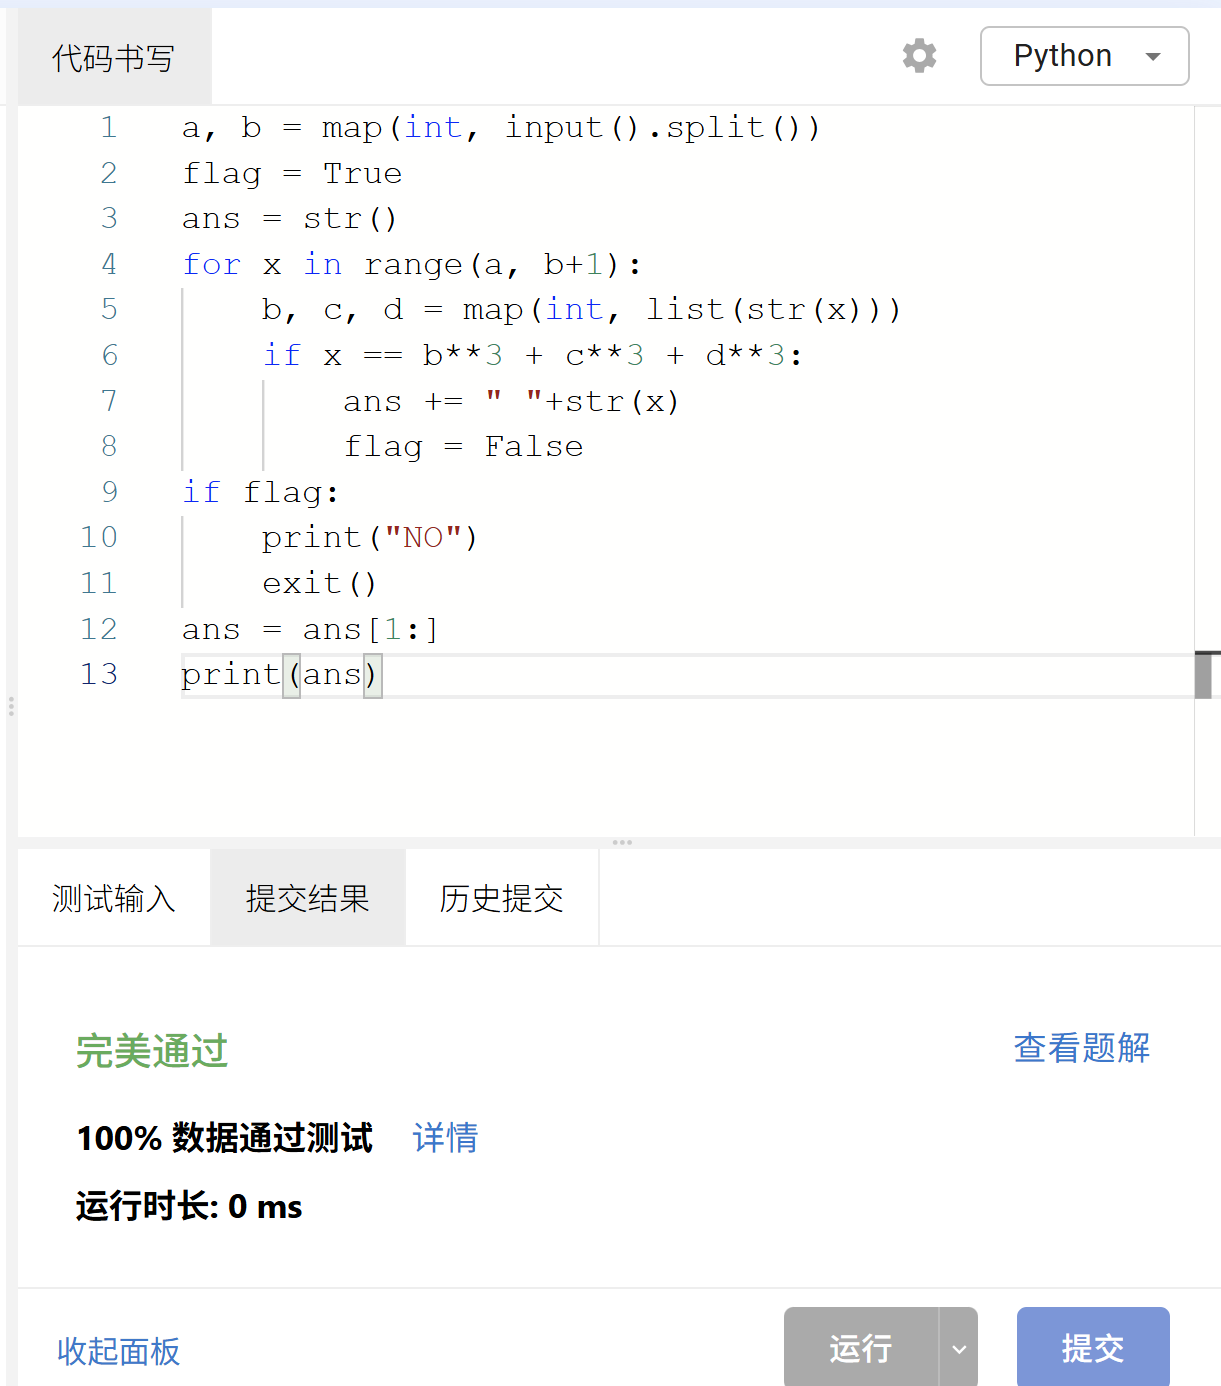 代码书写
Python
1 a, b = map(int, input().split())
2 flag = True
3 ans = str()
4 for x in range(a, b+1):
5     b, c, d = map(int, list(str(x)))
6     if x == b**3 + c**3 + d**3:
7         ans += " "+str(x)
8         flag = False
9 if flag:
10     print("NO")
11     exit()
12 ans = ans[1:]
13 print(ans)
测试输入 提交结果 历史提交
完美通过 查看题解
100% 数据通过测试 详情
运行时长: 0 ms
收起面板 运行 提交